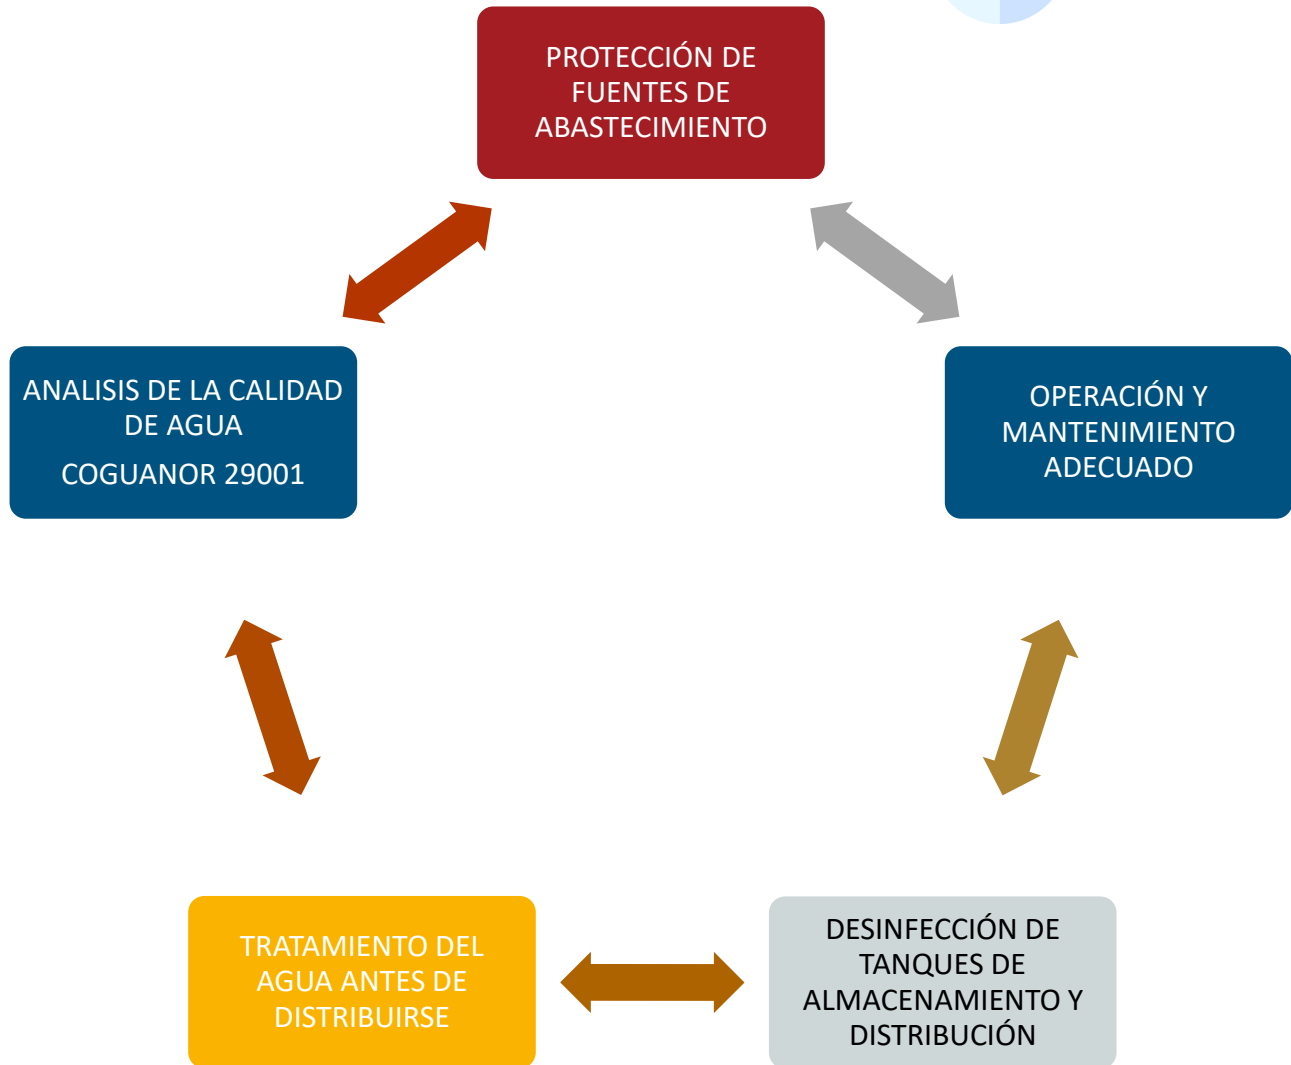 PROTECCIÓN DE
FUENTES DE
ABASTECIMIENTO
ANALISIS DE LA CALIDAD
DE AGUA
COGUANOR 29001
OPERACIÓN Y
MANTENIMIENTO
ADECUADO
TRATAMIENTO DEL
AGUA ANTES DE
DISTRIBUIRSE
DESINFECCIÓN DE
TANQUES DE
ALMACENAMIENTO Y
DISTRIBUCIÓN